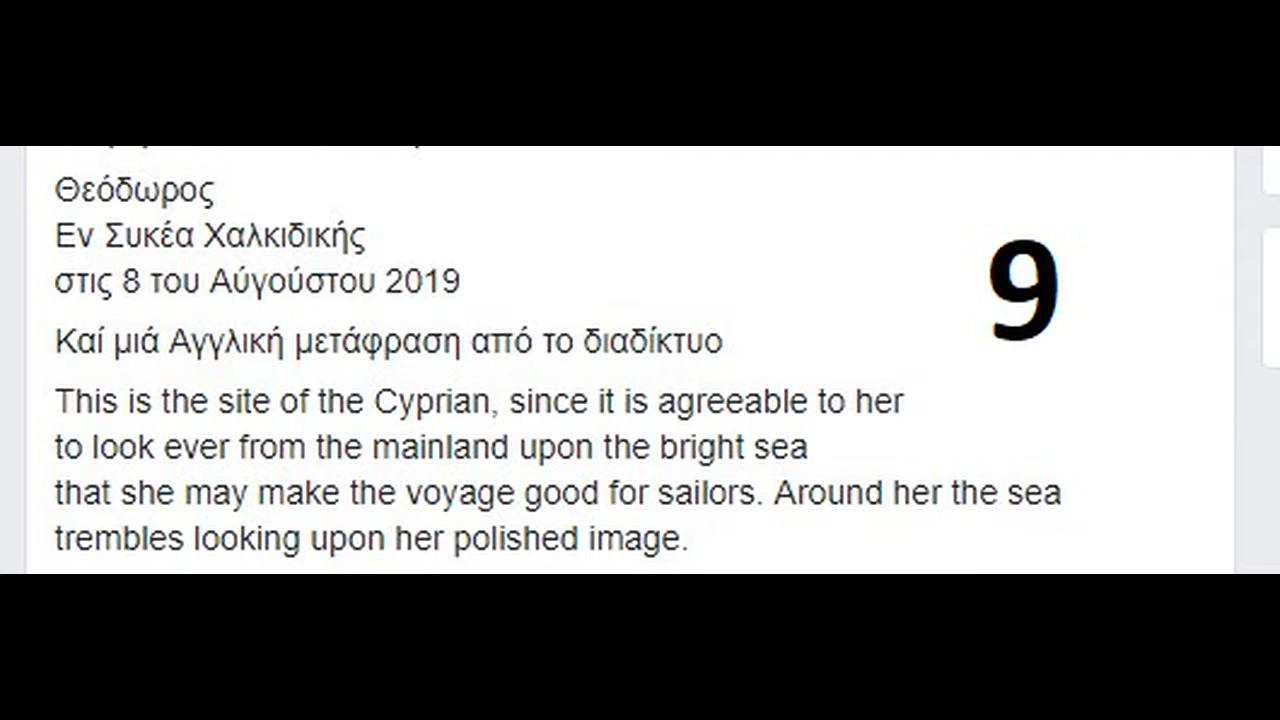 Θεόδωρος
Εν Συκέα Χαλκιδικής
στις 8 του Αύγούστου 2019
9
Καί μιά Αγγλική μετάφραση από το διαδίκτυο
This is the site of the Cyprian, since it is agreeable to her
to look ever from the mainland upon the bright sea
that she may make the voyage good for sailors. Around her the sea
trembles looking upon her polished image.